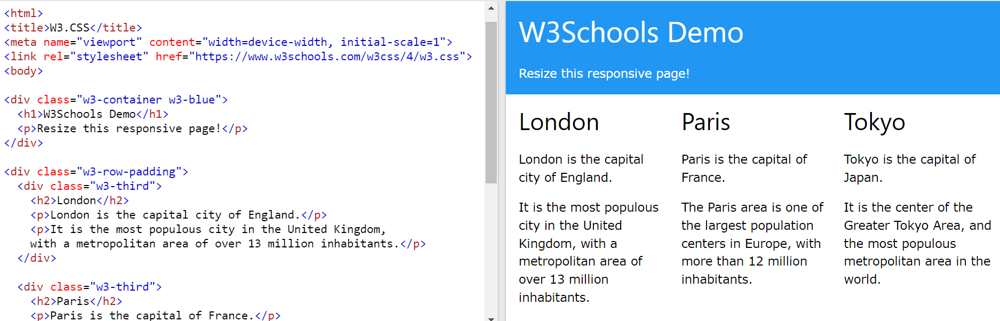 <html>
<title>W3.CSS</title>
<meta name="viewport" content="width=device-width, initial-scale=1">
<link rel="stylesheet" href="https://www.w3schools.com/w3css/4/w3.css">
<body>
<div class="w3-container w3-blue">
  <h1>W3Schools Demo</h1>
  <p>Resize this responsive page!</p>
</div>
<div class="w3-row-padding">
  <div class="w3-third">
    <h2>London</h2>
    <p>London is the capital city of England.</p>
    <p>It is the most populous city in the United Kingdom,
    with a metropolitan area of over 13 million inhabitants.</p>
  </div>
  <div class="w3-third">
    <h2>Paris</h2>
    <p>Paris is the capital of France.</p>
W3Schools Demo
Resize this responsive page!
London
London is the capital
city of England.
It is the most populous
city in the United
Kingdom, with a
metropolitan area of
over 13 million
inhabitants.
Paris
Paris is the capital of
France.
The Paris area is one of
the largest population
centers in Europe, with
more than 12 million
inhabitants.
Tokyo
Tokyo is the capital of
Japan.
It is the center of the
Greater Tokyo Area, and
the most populous
metropolitan area in the
world.